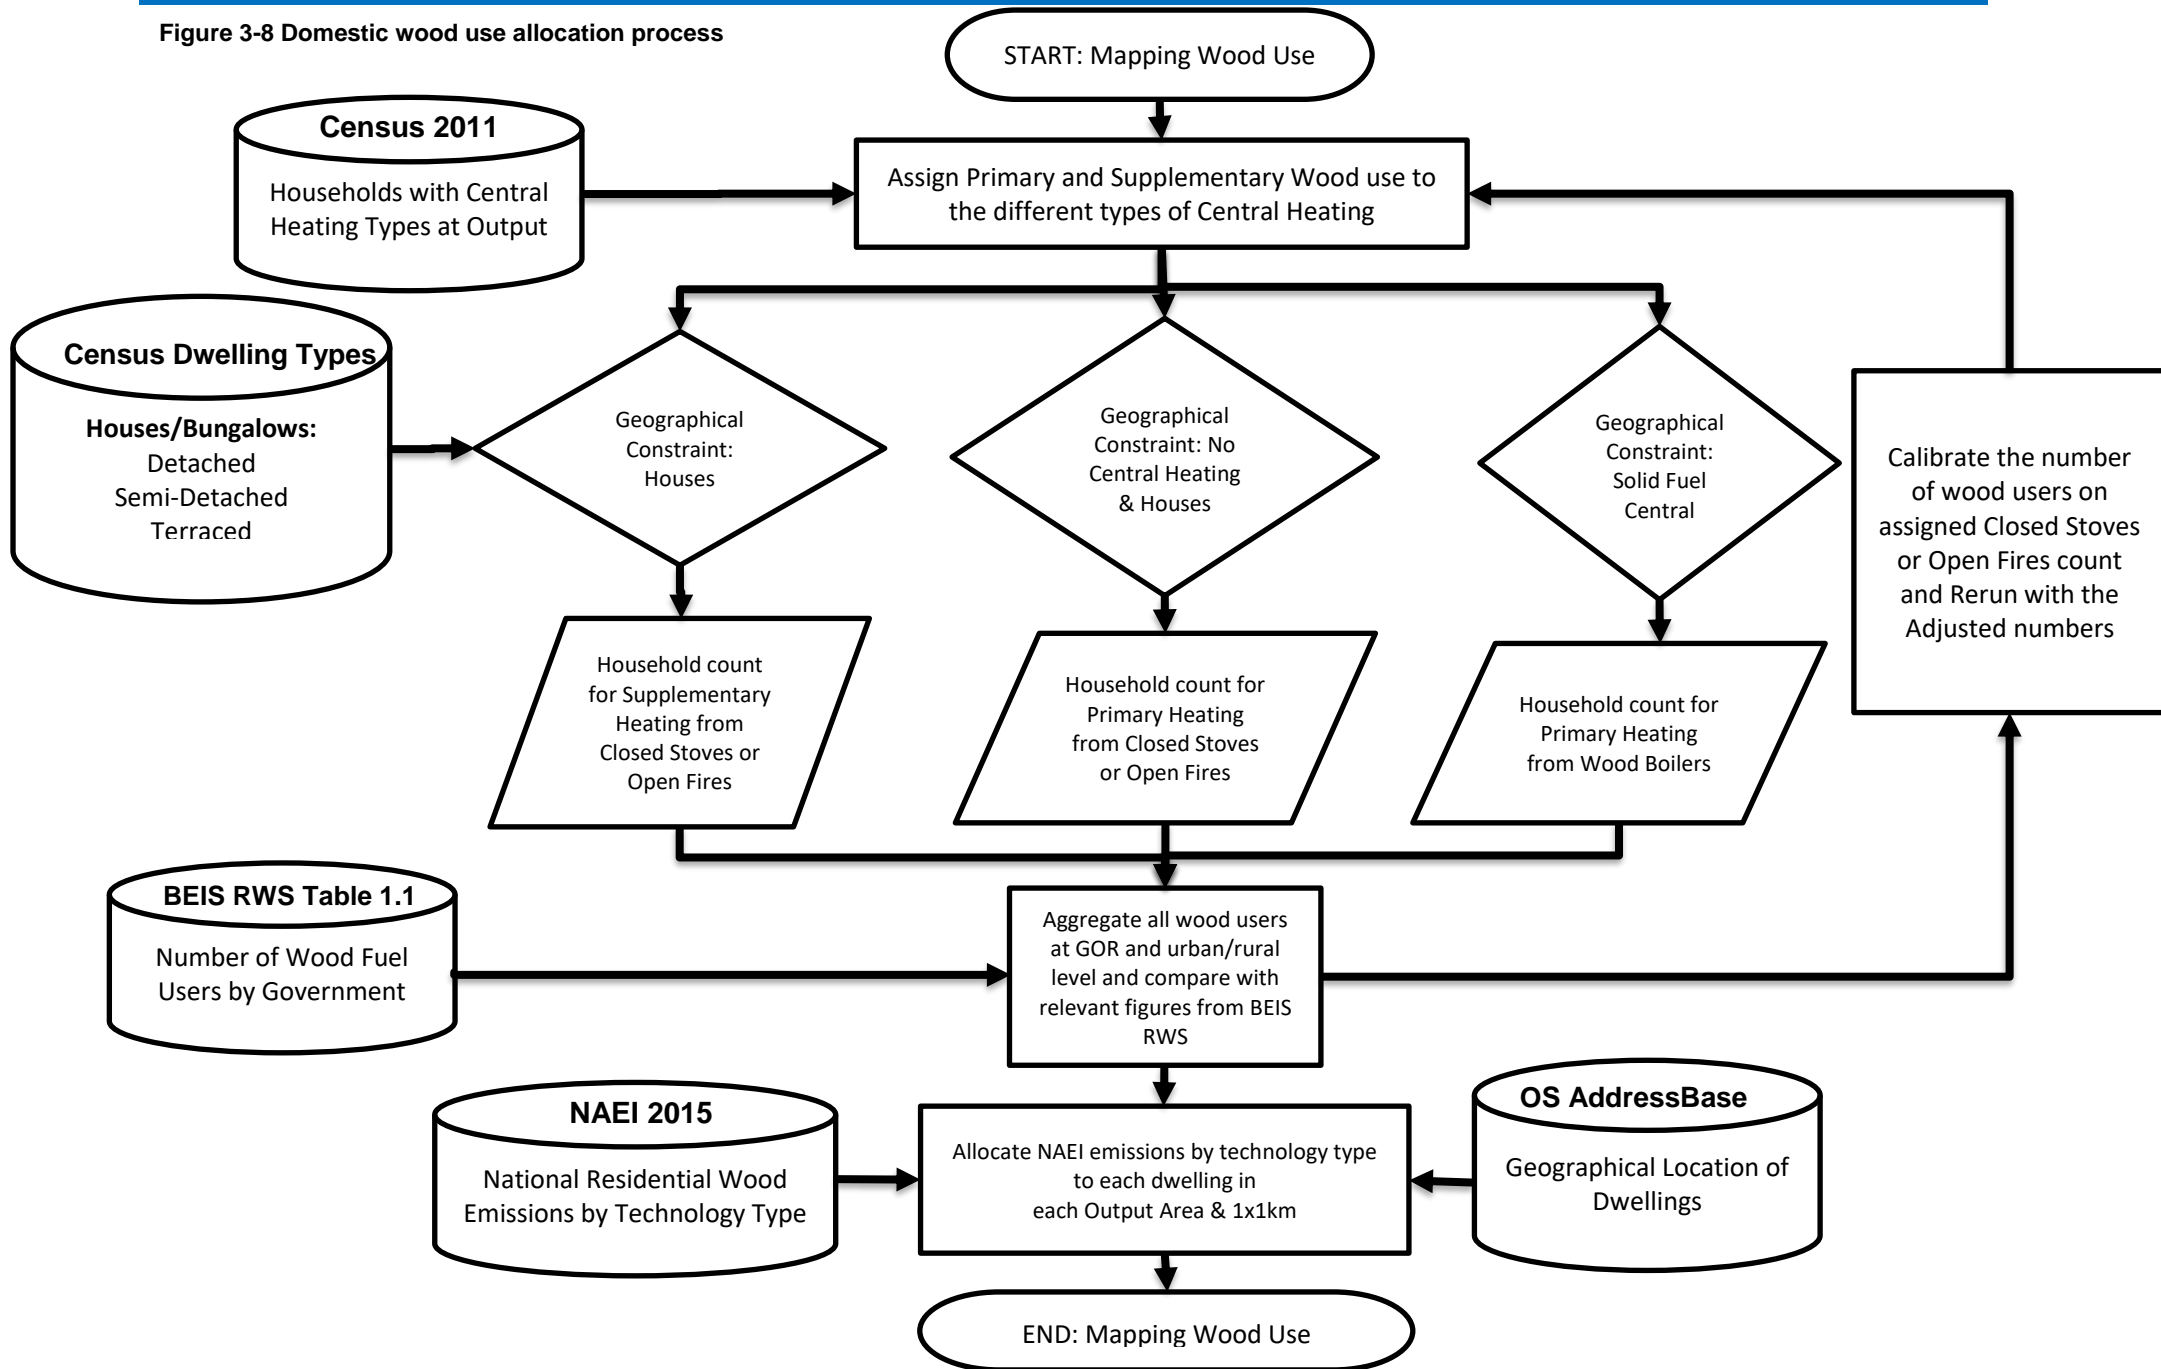 Figure 3-8 Domestic wood use allocation process
START: Mapping Wood Use
Census 2011
Households with Central
Heating Types at Output
Assign Primary and Supplementary Wood use to
the different types of Central Heating
Census Dwelling Types
Houses/Bungalows:
Detached
Semi-Detached
Terraced
Geographical
Constraint:
Houses
Geographical
Constraint: No
Central Heating
& Houses
Geographical
Constraint:
Solid Fuel
Central
Calibrate the number
of wood users on
assigned Closed Stoves
or Open Fires count
and Rerun with the
Adjusted numbers
Household count
for Supplementary
Heating from
Closed Stoves or
Open Fires
Household count for
Primary Heating
from Closed Stoves
or Open Fires
Household count for
Primary Heating
from Wood Boilers
BEIS RWS Table 1.1
Number of Wood Fuel
Users by Government
Aggregate all wood users
at GOR and urban/rural
level and compare with
relevant figures from BEIS
RWS
NAEI 2015
National Residential Wood
Emissions by Technology Type
Allocate NAEI emissions by technology type
to each dwelling in
each Output Area & 1x1km
OS AddressBase
Geographical Location of
Dwellings
END: Mapping Wood Use